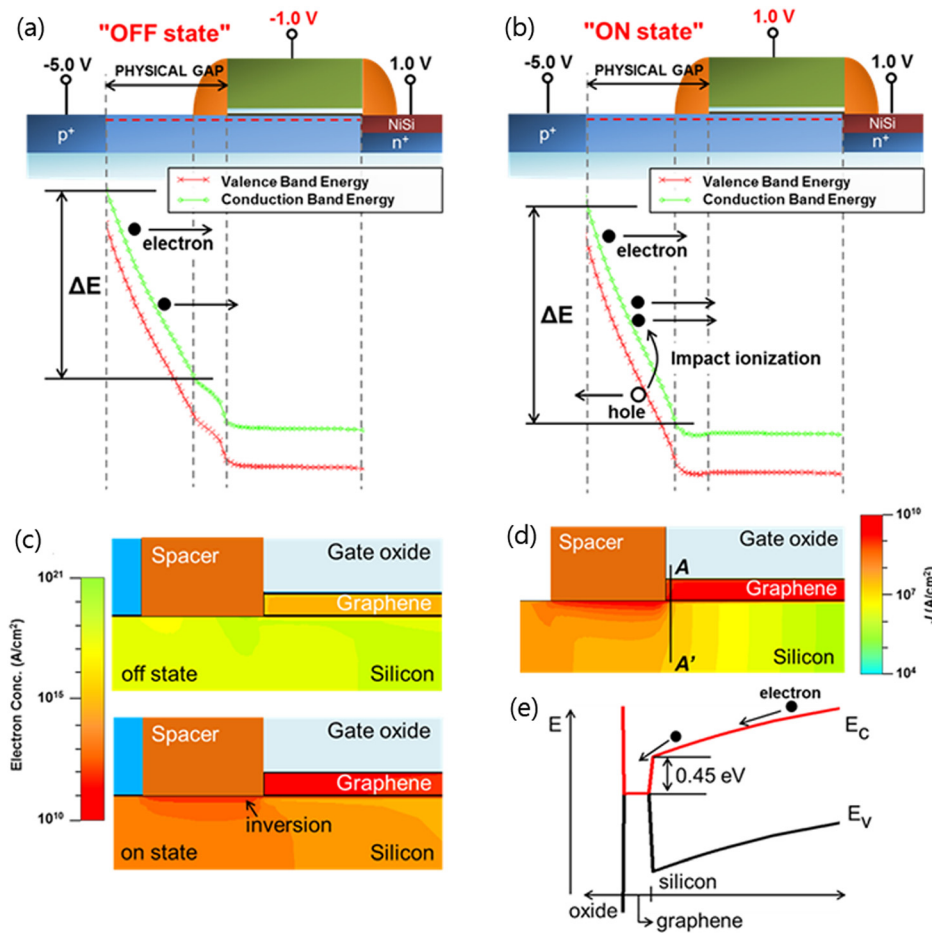 (a)
"OFF state"
-1.0 V
-5.0 V
PHYSICAL GAP
1.0 V
p+
NiSi
n+
Valence Band Energy
Conduction Band Energy
electron
ΔE
(b)
"ON state"
1.0 V
-5.0 V
PHYSICAL GAP
1.0 V
p+
NiSi
n+
Valence Band Energy
Conduction Band Energy
electron
ΔE
Impact ionization
hole
(c)
Electron Conc. (A/cm²)
10²¹
10¹⁵
10¹⁰
Spacer
Gate oxide
Graphene
off state
Silicon
Spacer
Gate oxide
Graphene
inversion
on state
Silicon
(d)
Spacer
Gate oxide
A
Graphene
A'
Silicon
10¹⁰
10⁷
10⁴
J (A/cm²)
(e)
E
electron
E_C
0.45 eV
E_V
silicon
oxide
graphene